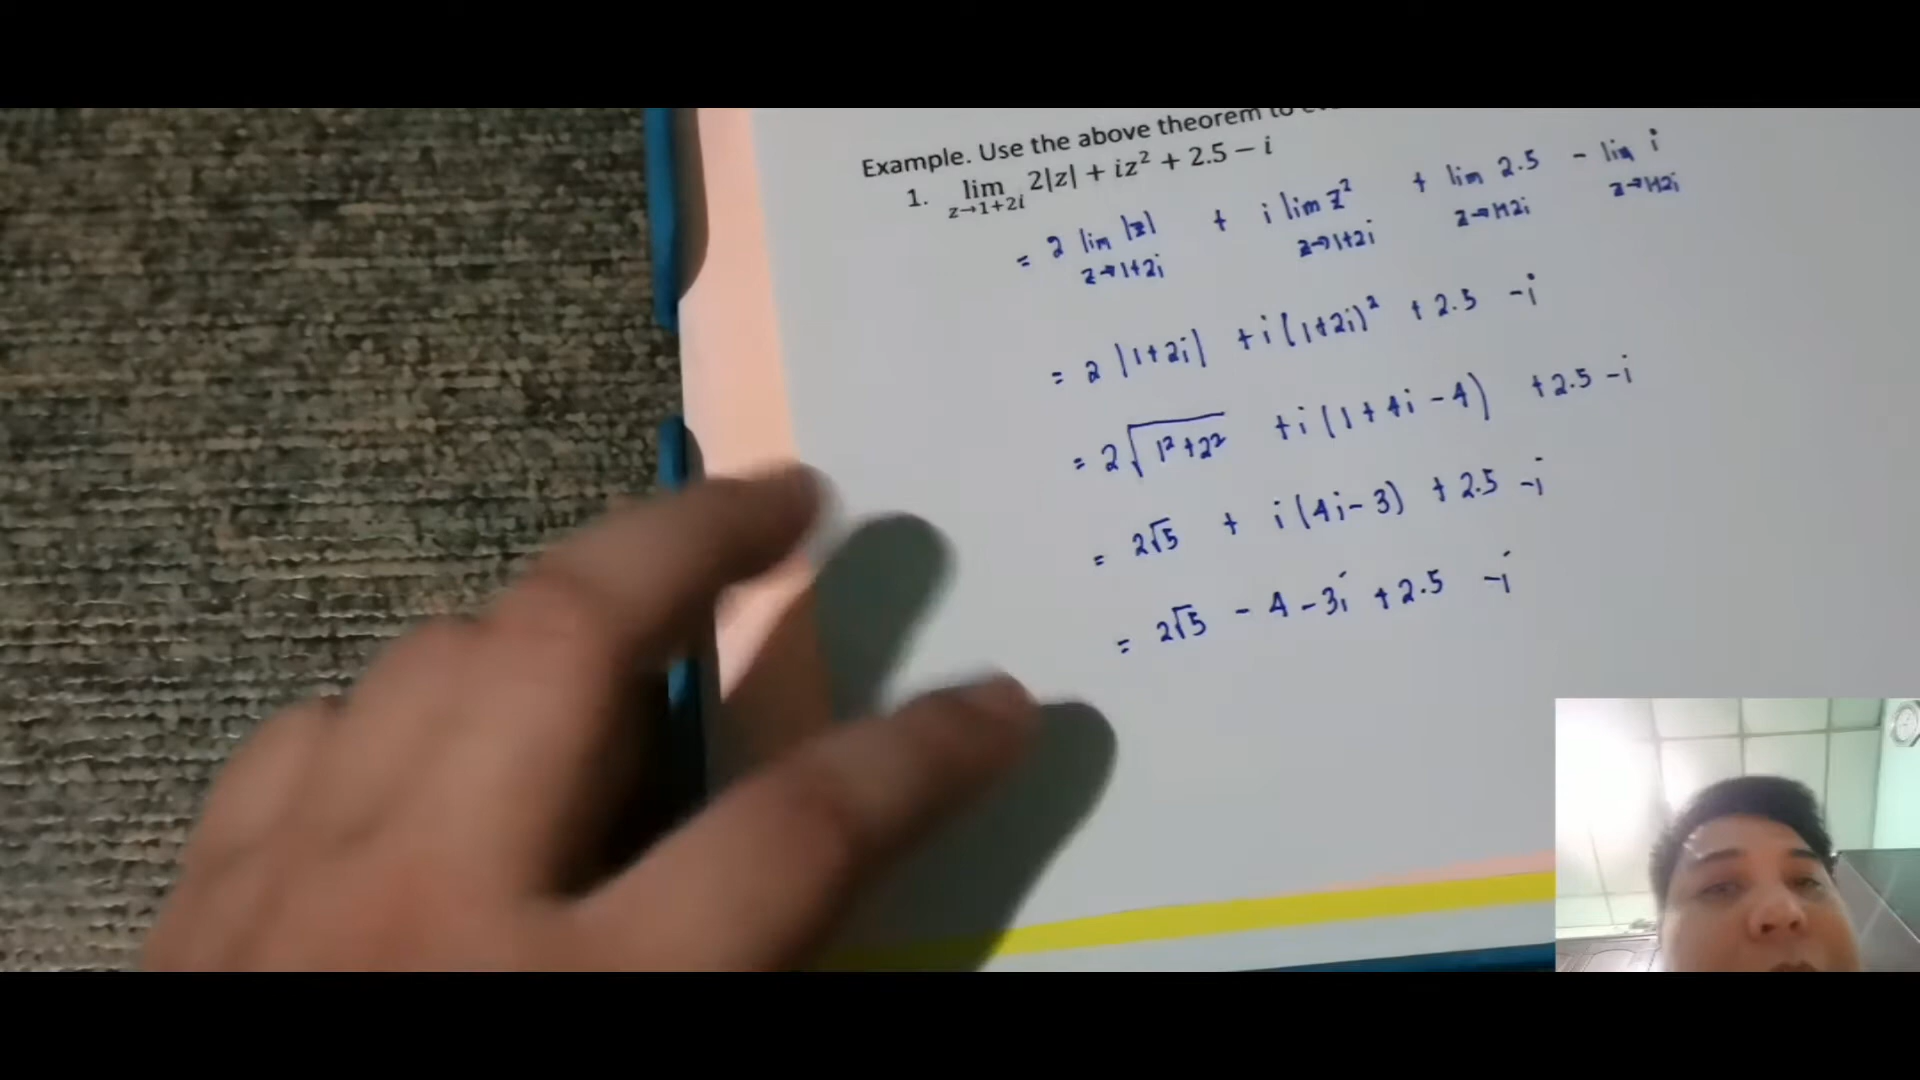 Example. Use the above theorem to
1. lim 2|z| + iz² + 2.5 − i
z→1+2i
= 2 lim |z| + i lim z² + lim 2.5 - lim i
z→1+2i z→1+2i z→1+2i z→1+2i
= 2 |1+2i| + i(1+2i)² + 2.5 - i
= 2√1²+2² + i(1+4i-4) + 2.5 - i
= 2√5 + i(4i-3) + 2.5 - i
= 2√5 - 4 - 3i + 2.5 - i